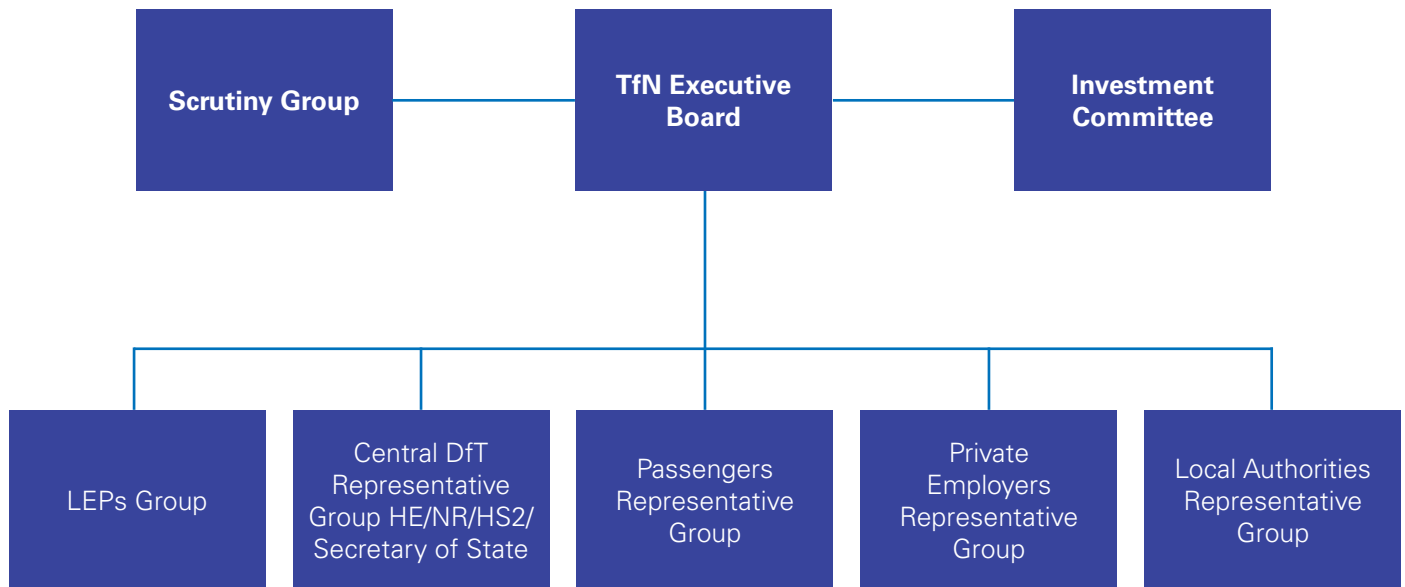 Scrutiny Group
TfN Executive
Board
Investment
Committee
LEPs Group
Central DfT
Representative
Group HE/NR/HS2/
Secretary of State
Passengers
Representative
Group
Private
Employers
Representative
Group
Local Authorities
Representative
Group